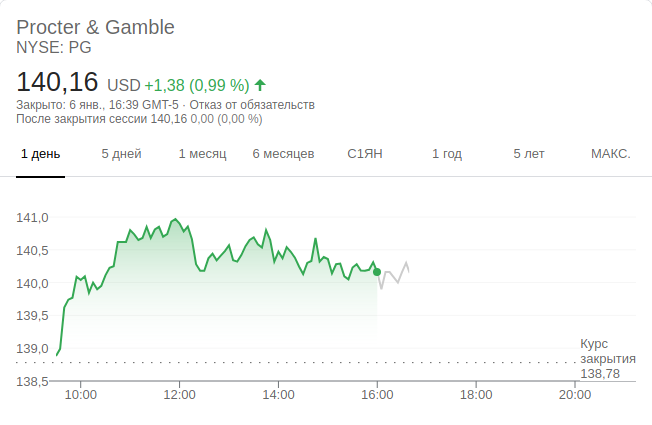 Procter & Gamble
NYSE: PG
140,16 USD +1,38 (0,99 %)
Закрыто: 6 янв., 16:39 GMT-5 · Отказ от обязательств
После закрытия сессии 140,16 0,00 (0,00 %)
1 день 5 дней 1 месяц 6 месяцев С1ЯН 1 год 5 лет МАКС.
141,0
140,5
140,0
139,5
139,0
138,5
Курс
закрытия
138,78
10:00 12:00 14:00 16:00 18:00 20:00